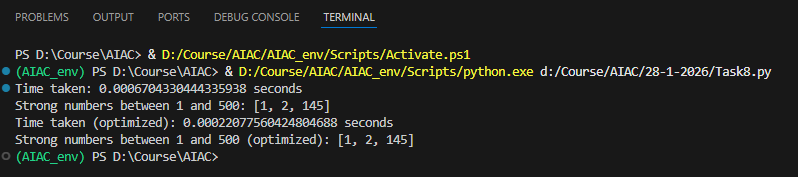 PROBLEMS OUTPUT PORTS DEBUG CONSOLE TERMINAL
PS D:\Course\AIAC> & D:/Course/AIAC/AIAC_env/Scripts/Activate.ps1
(AIAC_env) PS D:\Course\AIAC> & D:/Course/AIAC/AIAC_env/Scripts/python.exe d:/Course/AIAC/28-1-2026/Task8.py
Time taken: 0.0006704330444335938 seconds
Strong numbers between 1 and 500: [1, 2, 145]
Time taken (optimized): 0.00022077560424804688 seconds
Strong numbers between 1 and 500 (optimized): [1, 2, 145]
(AIAC_env) PS D:\Course\AIAC>